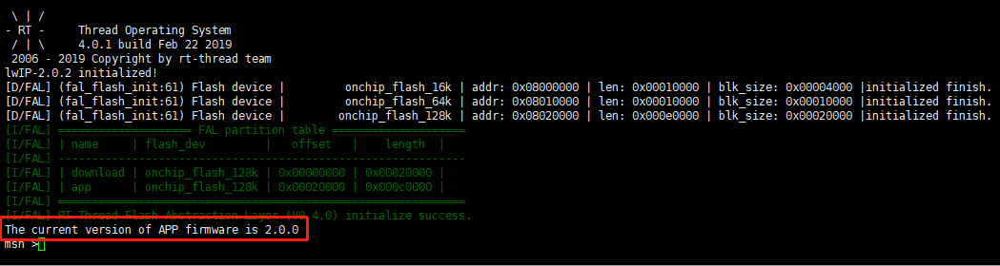 \ | /
- RT -     Thread Operating System
 / | \     4.0.1 build Feb 22 2019
 2006 - 2019 Copyright by rt-thread team
lwIP-2.0.2 initialized!
[D/FAL] (fal_flash_init:61) Flash device |         onchip_flash_16k | addr: 0x08000000 | len: 0x00010000 | blk_size: 0x00004000 |initialized finish.
[D/FAL] (fal_flash_init:61) Flash device |         onchip_flash_64k | addr: 0x08010000 | len: 0x00010000 | blk_size: 0x00010000 |initialized finish.
[D/FAL] (fal_flash_init:61) Flash device |        onchip_flash_128k | addr: 0x08020000 | len: 0x000e0000 | blk_size: 0x00020000 |initialized finish.
[I/FAL] ==================== FAL partition table ====================
[I/FAL] | name     | flash_dev         |   offset   |    length  |
[I/FAL] -------------------------------------------------------------
[I/FAL] | download | onchip_flash_128k | 0x00000000 | 0x00020000 |
[I/FAL] | app      | onchip_flash_128k | 0x00020000 | 0x000c0000 |
[I/FAL] =============================================================
[I/FAL] RT-Thread Flash Abstraction Layer (V0.4.0) initialize success.
The current version of APP firmware is 2.0.0
msh >